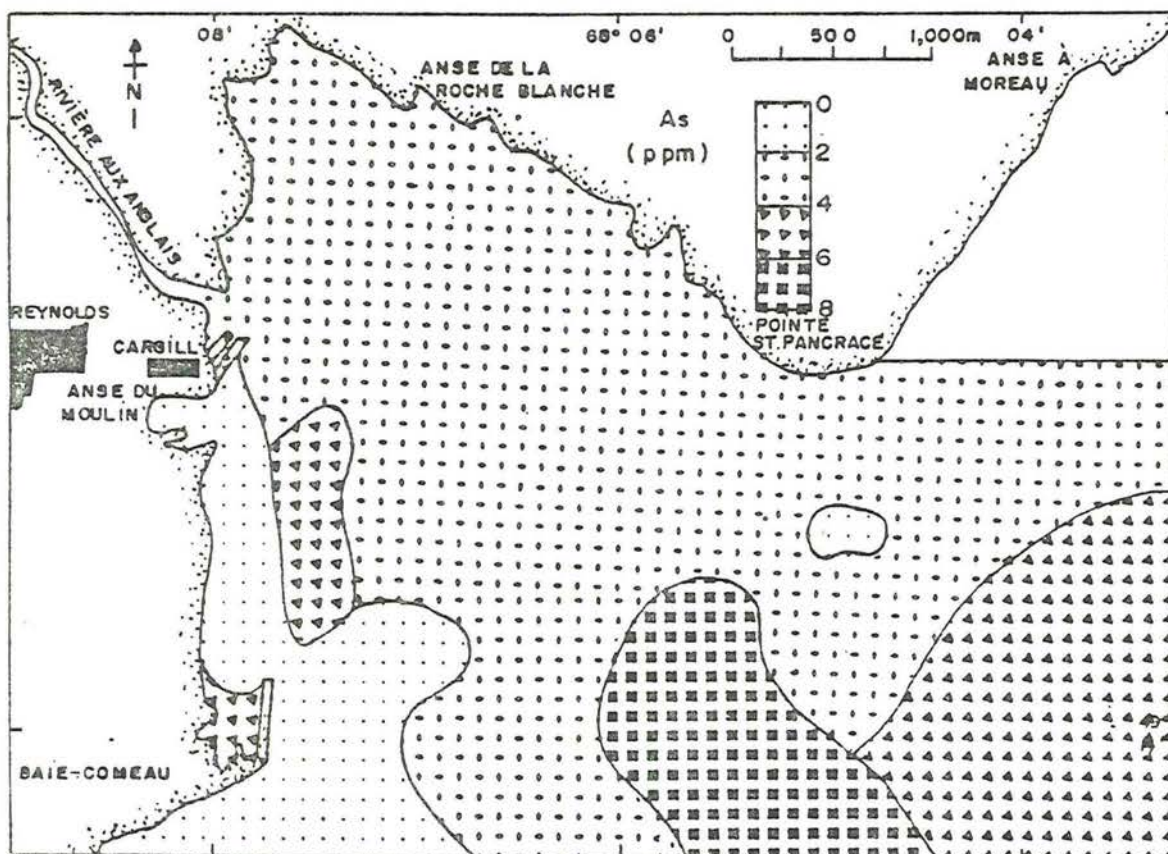 08'
68° 06'
0 500 1,000m
04'
N
ANSE DE LA
ROCHE BLANCHE
ANSE À
MOREAU
RIVIÈRE AUX ANGLAIS
As
(ppm)
0
2
4
6
8
POINTE
ST. PANCRACE
REYNOLDS
CARGILL
ANSE DU
MOULIN
BAIE-COMEAU